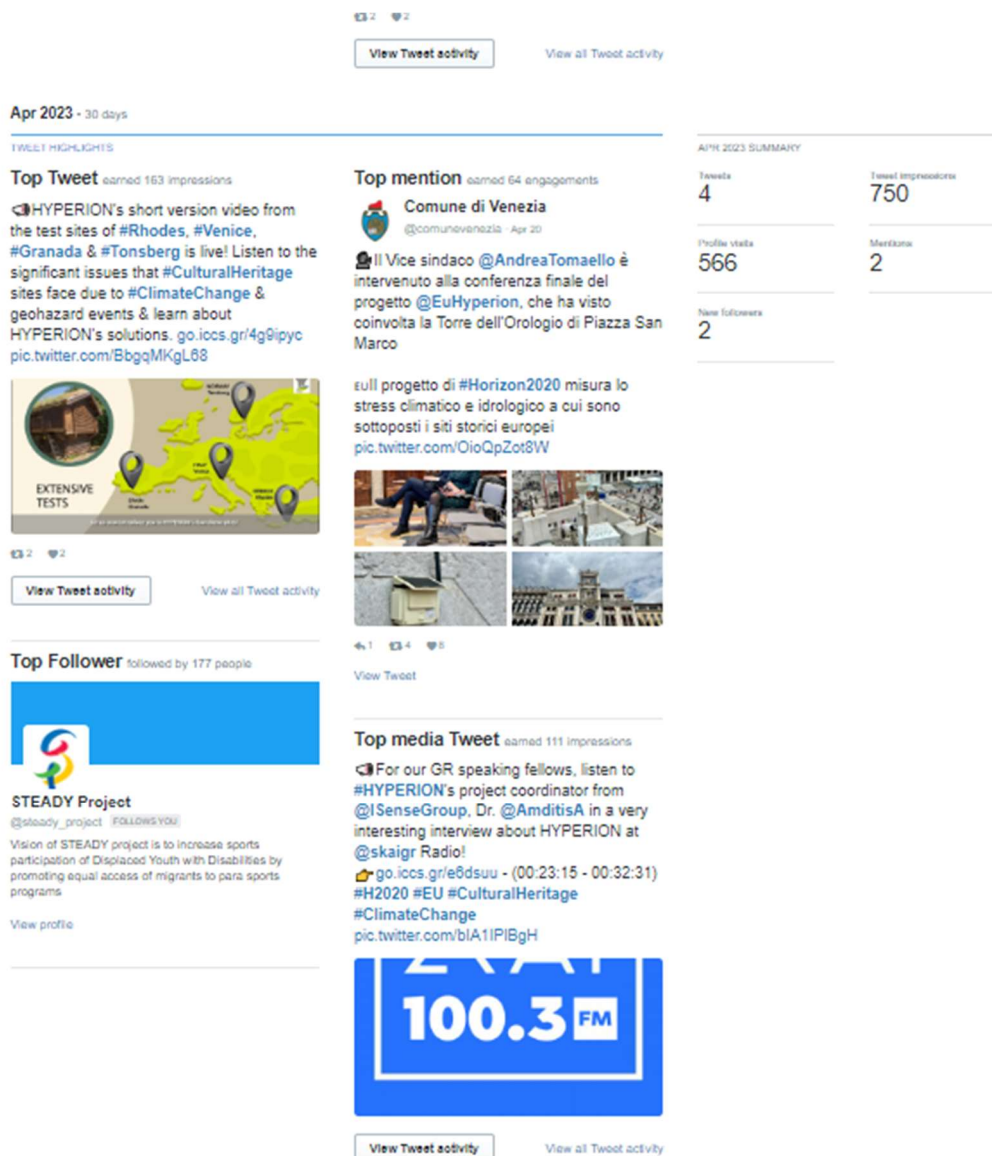 2 2
View Tweet activity View all Tweet activity
Apr 2023 - 30 days
TWEET HIGHLIGHTS
Top Tweet earned 163 impressions
HYPERION's short version video from
the test sites of #Rhodes, #Venice,
#Granada & #Tonsberg is live! Listen to the
significant issues that #CulturalHeritage
sites face due to #ClimateChange &
geohazard events & learn about
HYPERION's solutions. go.iccs.gr/4g9ipyc
pic.twitter.com/BbgqMKgL68
EXTENSIVE
TESTS
2 2
View Tweet activity View all Tweet activity
Top Follower followed by 177 people
STEADY Project
@steady_project FOLLOWS YOU
Vision of STEADY project is to increase sports
participation of Displaced Youth with Disabilities by
promoting equal access of migrants to para sports
programs
View profile
Top mention earned 64 engagements
Comune di Venezia
@comunevenezia · Apr 20
Il Vice sindaco @AndreaTomaello è
intervenuto alla conferenza finale del
progetto @EuHyperion, che ha visto
coinvolta la Torre dell'Orologio di Piazza San
Marco
EUIl progetto di #Horizon2020 misura lo
stress climatico e idrologico a cui sono
sottoposti i siti storici europei
pic.twitter.com/OioQpZot8W
1 4 8
View Tweet
Top media Tweet earned 111 impressions
For our GR speaking fellows, listen to
#HYPERION's project coordinator from
@ISenseGroup, Dr. @AmditisA in a very
interesting interview about HYPERION at
@skaigr Radio!
go.iccs.gr/e6dsuu - (00:23:15 - 00:32:31)
#H2020 #EU #CulturalHeritage
#ClimateChange
pic.twitter.com/bIA1IPIBgH
100.3 FM
View Tweet activity View all Tweet activity
APR 2023 SUMMARY
Tweets Tweet impressions
4 750
Profile visits Mentions
566 2
New followers
2